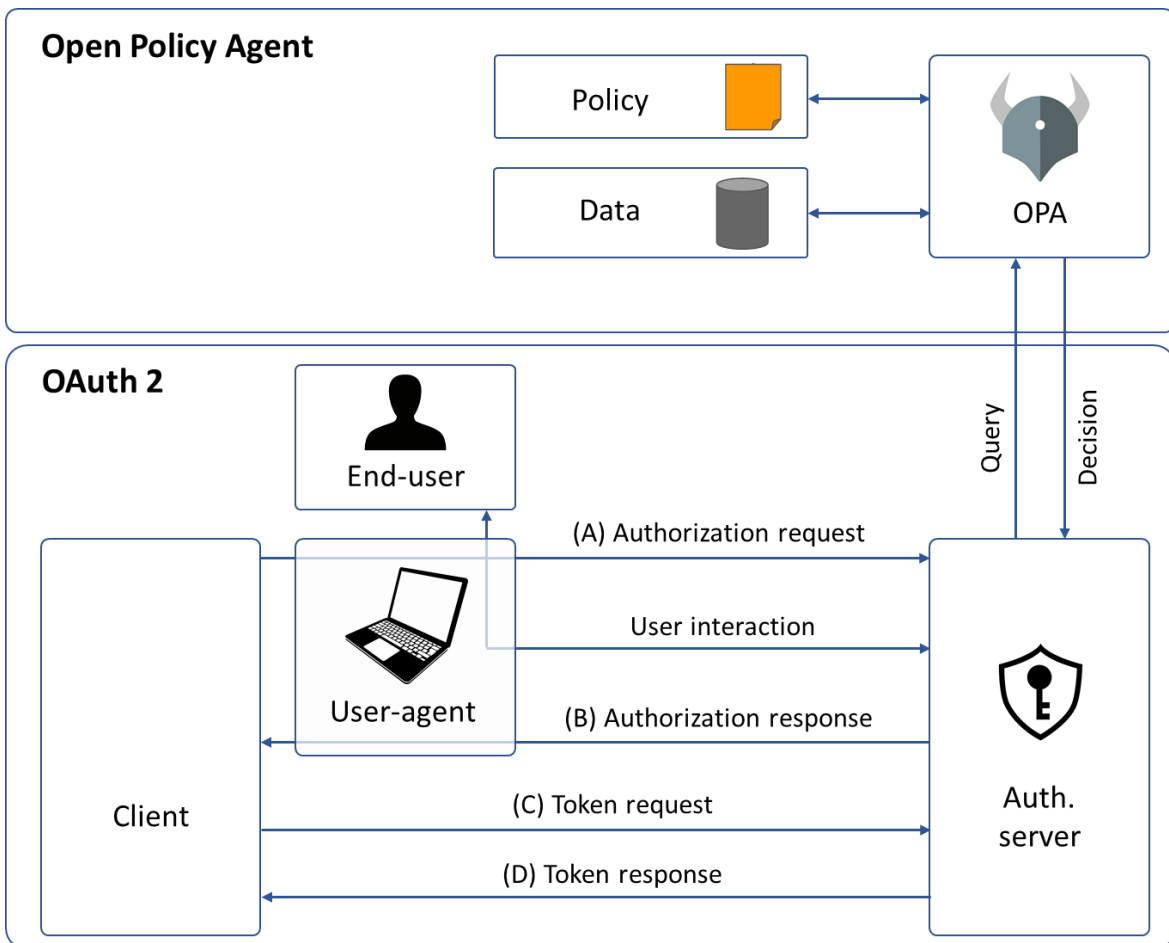 Open Policy Agent
Policy
Data
OPA
OAuth 2
End-user
Query
Decision
(A) Authorization request
User interaction
User-agent
(B) Authorization response
Client
(C) Token request
Auth.
server
(D) Token response